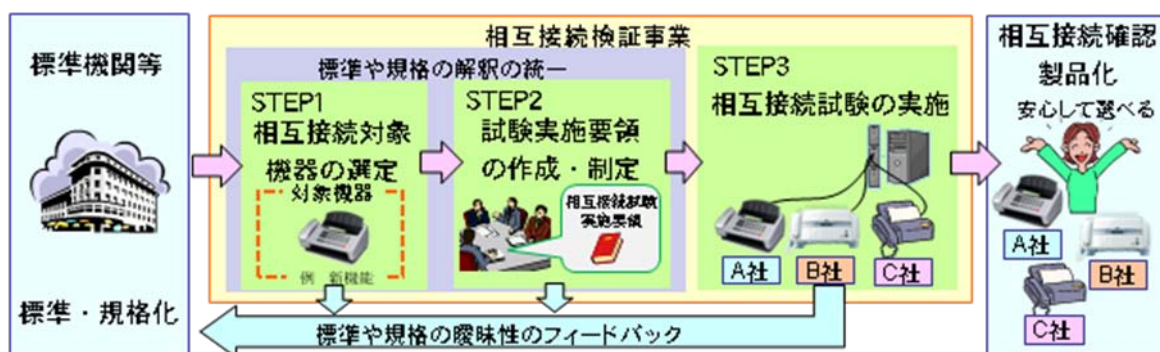 標準機関等
標準・規格化
相互接続検証事業
標準や規格の解釈の統一
STEP1
相互接続対象
機器の選定
対象機器
例 新機能
STEP2
試験実施要領
の作成・制定
相互接続試験
実施要領
STEP3
相互接続試験の実施
A社
B社
C社
標準や規格の曖昧性のフィードバック
相互接続確認
製品化
安心して選べる
A社
B社
C社